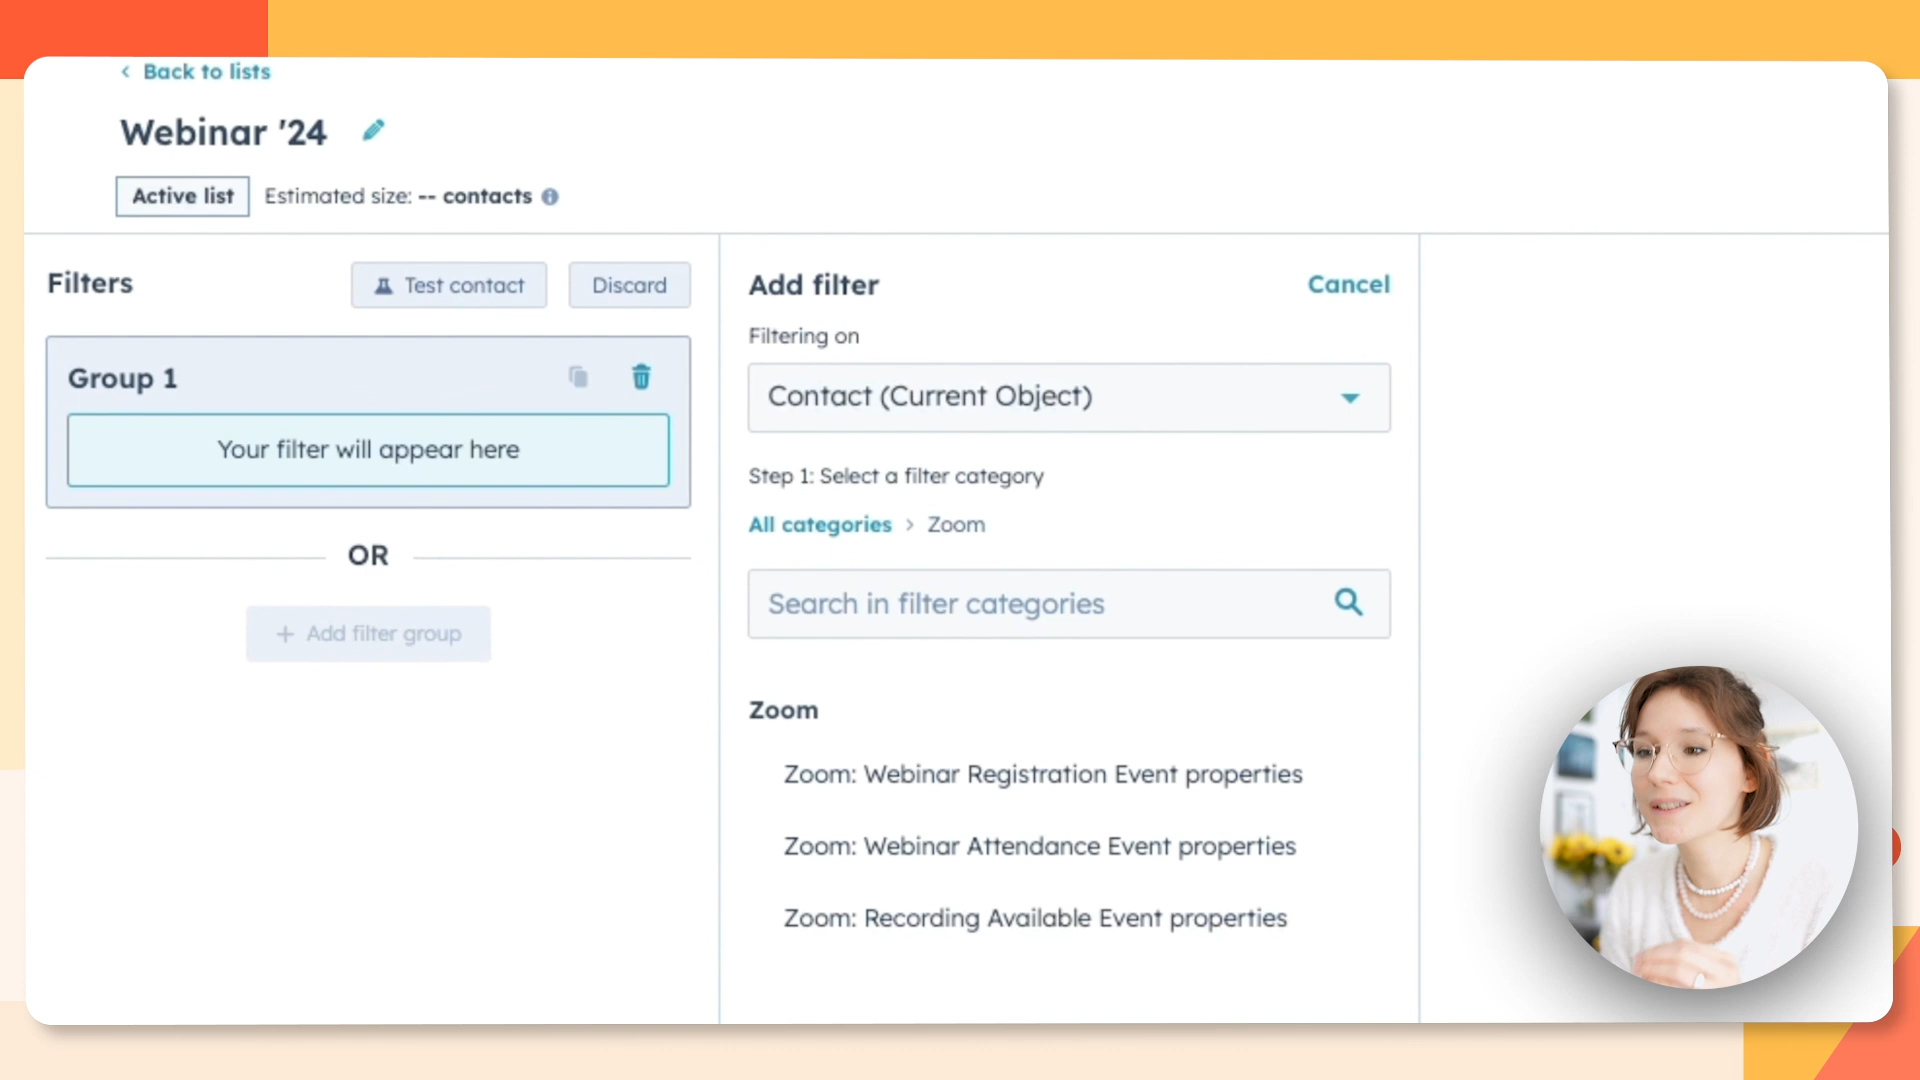 Back to lists
Webinar '24
Active list
Estimated size: -- contacts
Filters
Test contact
Discard
Group 1
Your filter will appear here
OR
+ Add filter group
Add filter
Cancel
Filtering on
Contact (Current Object)
Step 1: Select a filter category
All categories > Zoom
Search in filter categories
Zoom
Zoom: Webinar Registration Event properties
Zoom: Webinar Attendance Event properties
Zoom: Recording Available Event properties